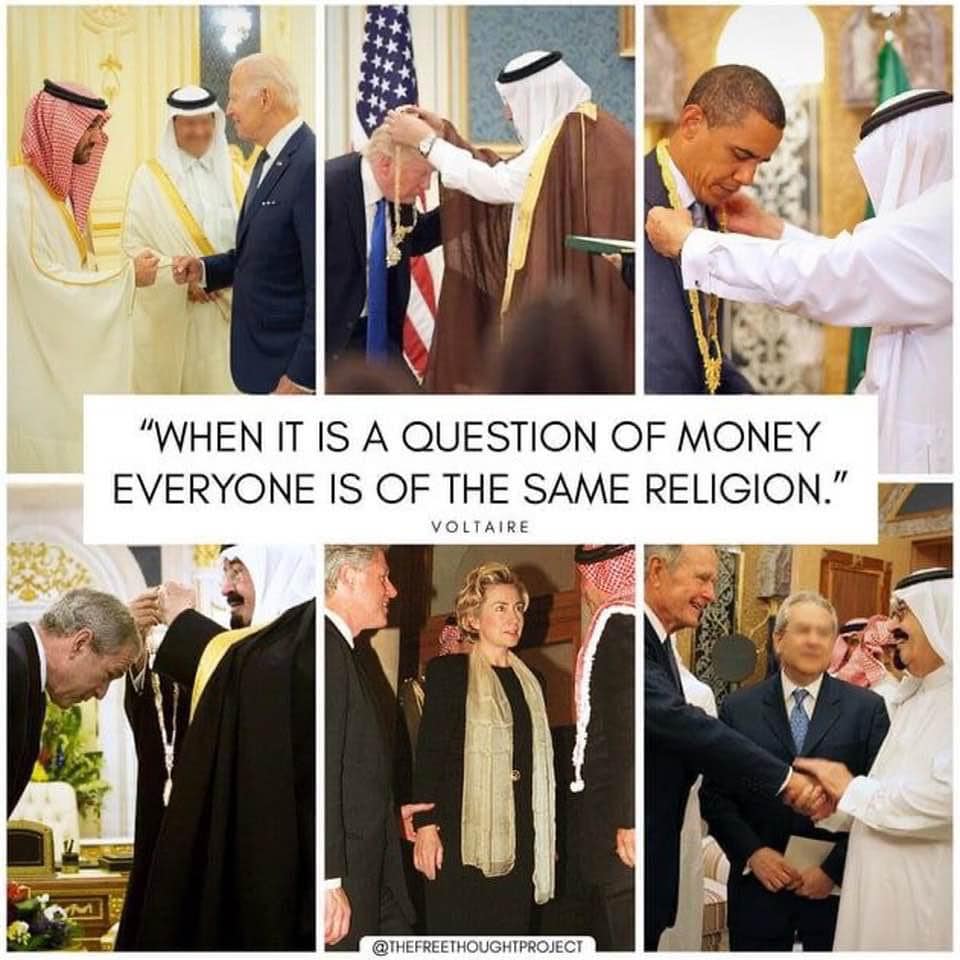 “WHEN IT IS A QUESTION OF MONEY
EVERYONE IS OF THE SAME RELIGION.”
VOLTAIRE
@THEFREETHOUGHTPROJECT